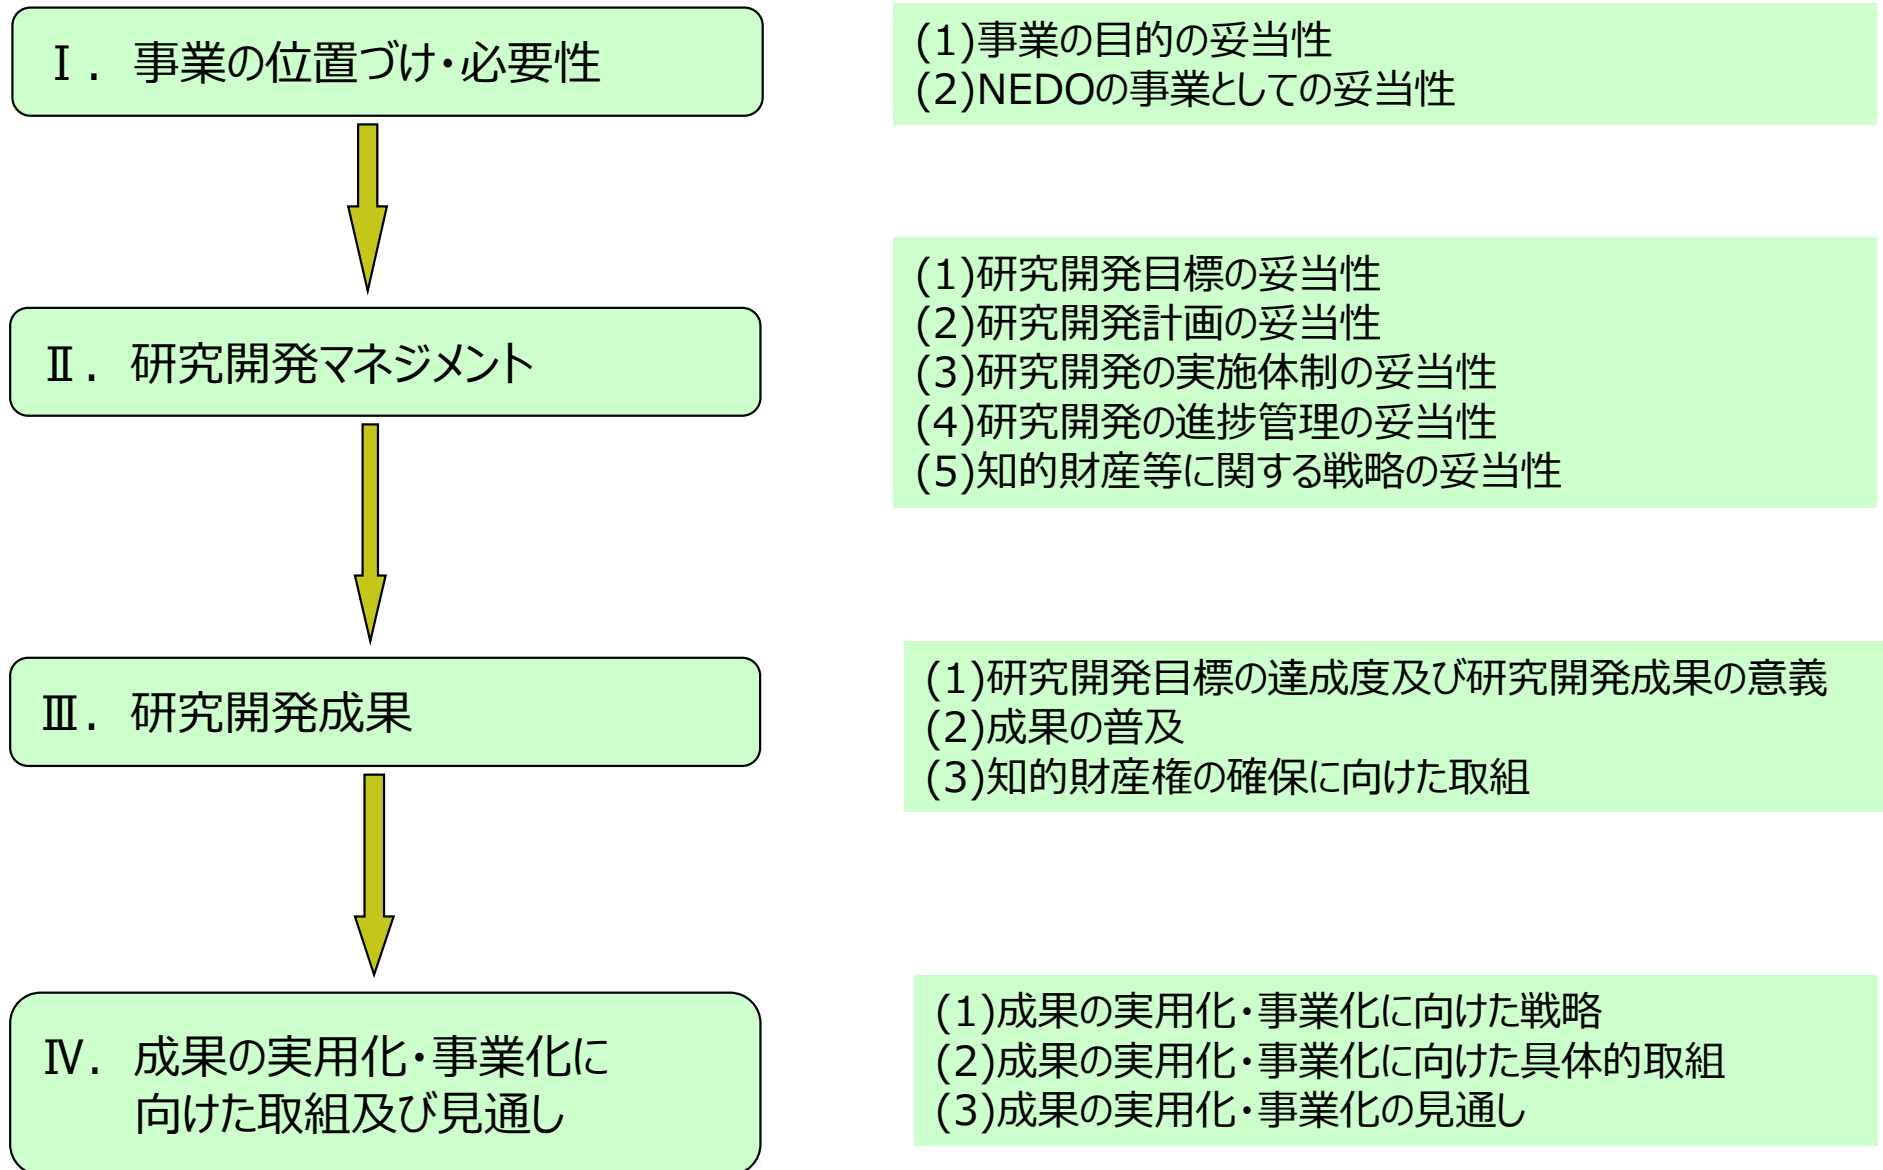 Ⅰ. 事業の位置づけ・必要性
(1)事業の目的の妥当性
(2)NEDOの事業としての妥当性
Ⅱ. 研究開発マネジメント
(1)研究開発目標の妥当性
(2)研究開発計画の妥当性
(3)研究開発の実施体制の妥当性
(4)研究開発の進捗管理の妥当性
(5)知的財産等に関する戦略の妥当性
Ⅲ. 研究開発成果
(1)研究開発目標の達成度及び研究開発成果の意義
(2)成果の普及
(3)知的財産権の確保に向けた取組
Ⅳ. 成果の実用化・事業化に
向けた取組及び見通し
(1)成果の実用化・事業化に向けた戦略
(2)成果の実用化・事業化に向けた具体的取組
(3)成果の実用化・事業化の見通し